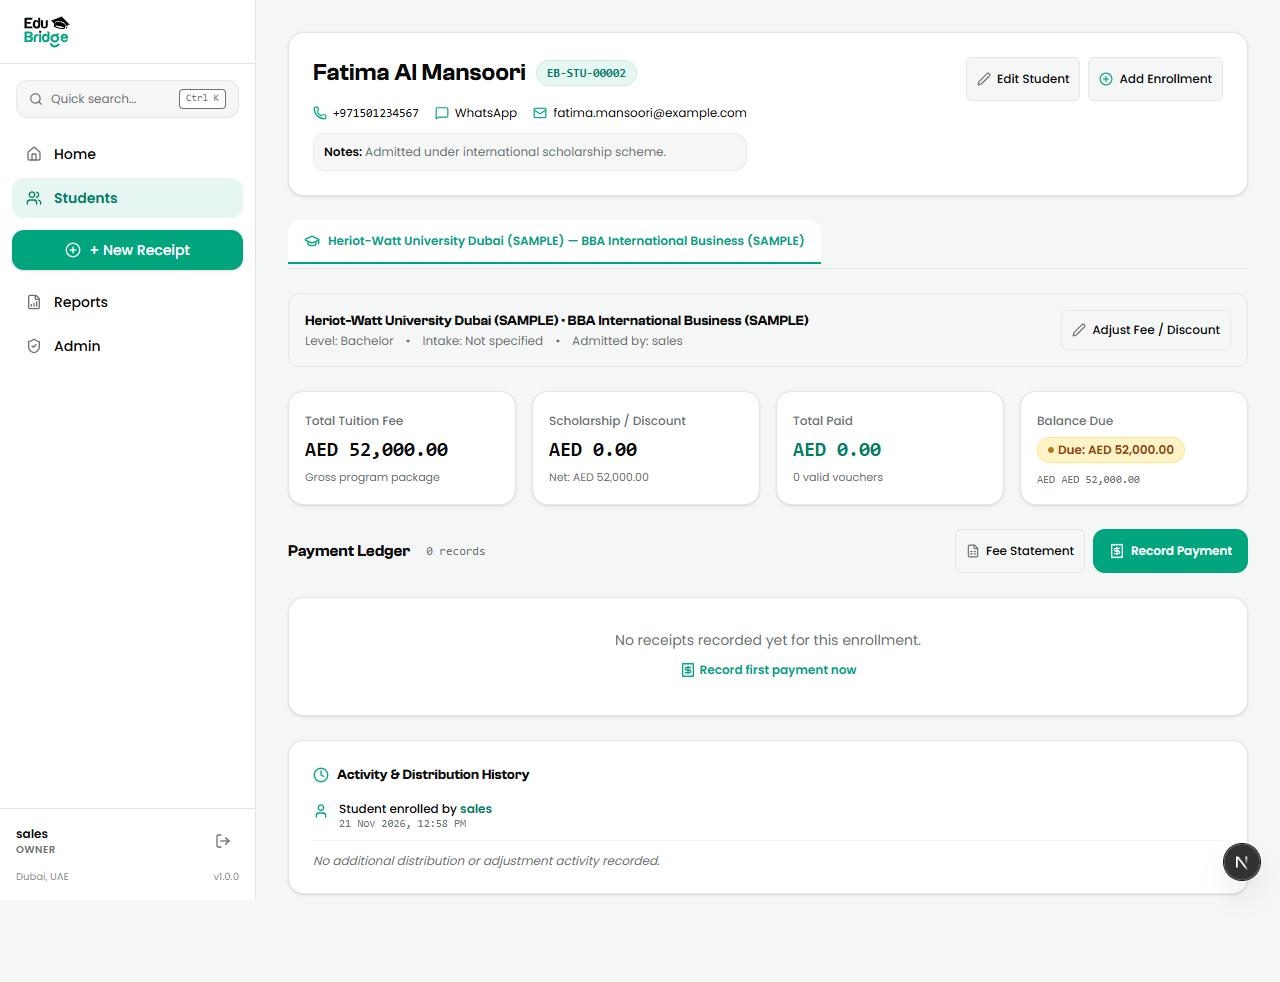 Edu
Bridge
Quick search...
Ctrl K
Home
Students
+ New Receipt
Reports
Admin
sales
OWNER
Dubai, UAE
v1.0.0
Fatima Al Mansoori
EB-STU-00002
Edit Student
Add Enrollment
+971501234567
WhatsApp
fatima.mansoori@example.com
Notes: Admitted under international scholarship scheme.
Heriot-Watt University Dubai (SAMPLE) — BBA International Business (SAMPLE)
Heriot-Watt University Dubai (SAMPLE) · BBA International Business (SAMPLE)
Level: Bachelor • Intake: Not specified • Admitted by: sales
Adjust Fee / Discount
Total Tuition Fee
AED 52,000.00
Gross program package
Scholarship / Discount
AED 0.00
Net: AED 52,000.00
Total Paid
AED 0.00
0 valid vouchers
Balance Due
Due: AED 52,000.00
AED AED 52,000.00
Payment Ledger
0 records
Fee Statement
Record Payment
No receipts recorded yet for this enrollment.
Record first payment now
Activity & Distribution History
Student enrolled by sales
21 Nov 2026, 12:58 PM
No additional distribution or adjustment activity recorded.
N